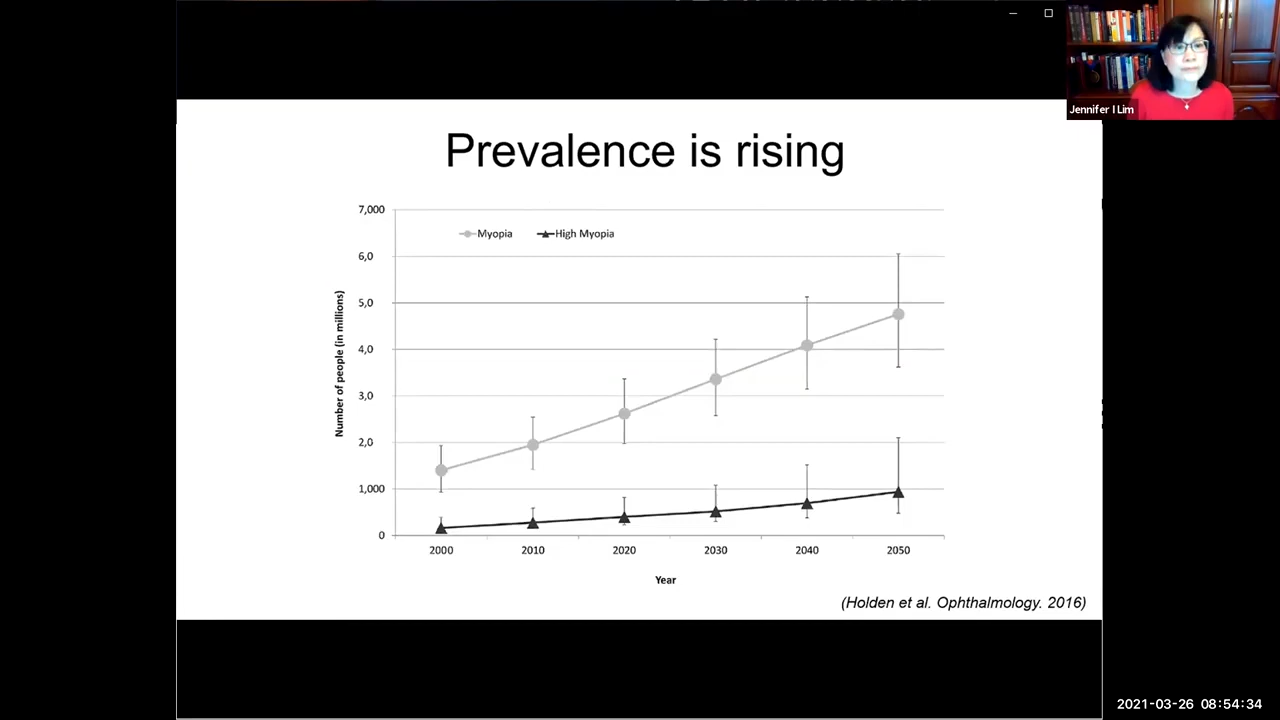 Jennifer I Lim
Prevalence is rising
7,000
6,0
5,0
4,0
3,0
2,0
1,000
0
Myopia
High Myopia
Number of people (in millions)
2000
2010
2020
2030
2040
2050
Year
(Holden et al. Ophthalmology. 2016)
2021-03-26 08:54:34